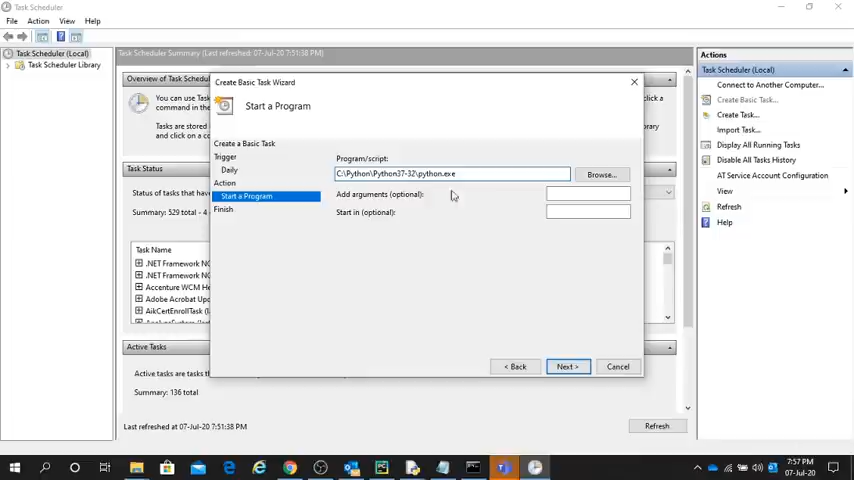 Task Scheduler
File Action View Help
Task Scheduler (Local)
Task Scheduler Library
Task Scheduler Summary (Last refreshed: 07-Jul-20 7:51:38 PM)
Overview of Task Schedul
You can use Tas
command in the
Tasks are stored
and click on a co
click a
Task Status
Status of tasks that have
Summary: 529 total - 4
Task Name
.NET Framework NG
.NET Framework NG
Accenture WCM He
Adobe Acrobat Upd
AikCertEnrollTask (
Active Tasks
Active tasks are tasks th
Summary: 136 total
Last refreshed at 07-Jul-20 7:51:38 PM
Refresh
Create Basic Task Wizard
Start a Program
Create a Basic Task
Trigger
Daily
Action
Start a Program
Finish
Program/script:
C:\Python\Python37-32\python.exe
Browse...
Add arguments (optional):
Start in (optional):
< Back
Next >
Cancel
Actions
Task Scheduler (Local)
Connect to Another Computer...
Create Basic Task...
Create Task...
Import Task...
Display All Running Tasks
Disable All Tasks History
AT Service Account Configuration
View
Refresh
Help
7:57 PM
07-Jul-20